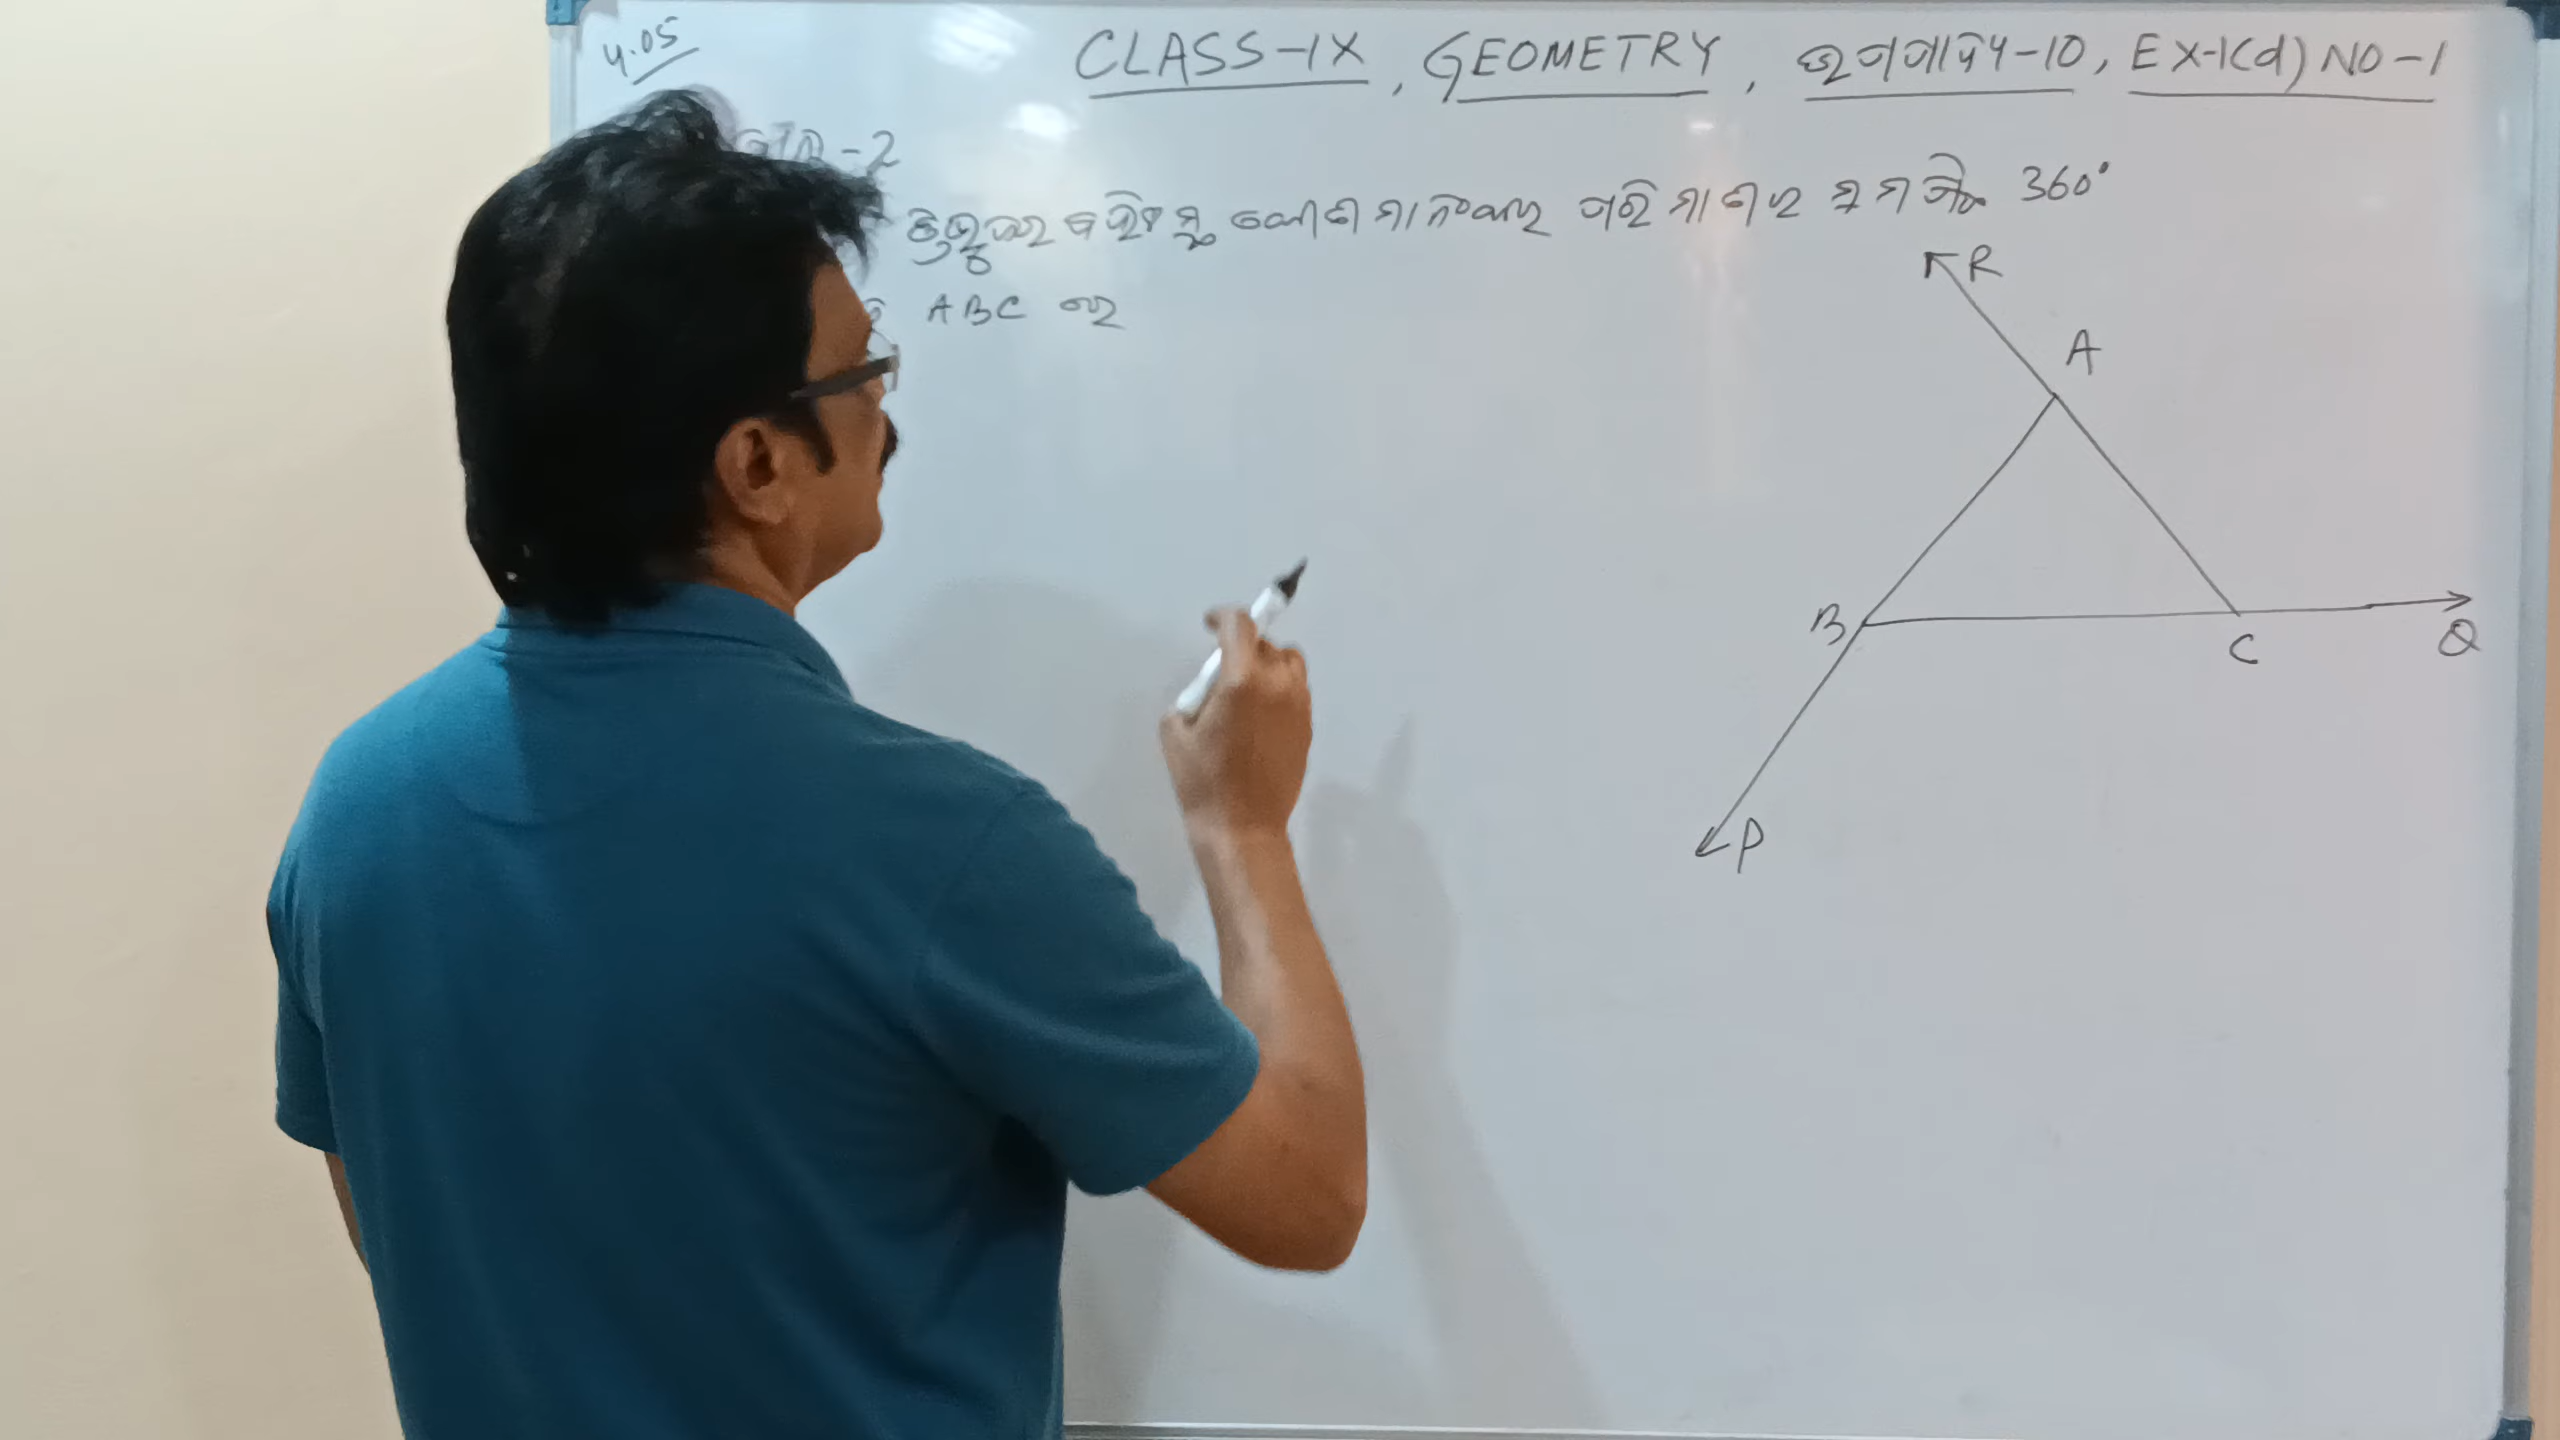 4.05
CLASS-IX, GEOMETRY, ଉପପାଦ୍ୟ-10, EX-1(d) NO-1
-2
ତ୍ରିଭୁଜର ବହିଃସ୍ଥ କୋଣମାନଙ୍କର ପରିମାଣର ସମଷ୍ଟି 360°
ABC ର
R
A
B
C
Q
P